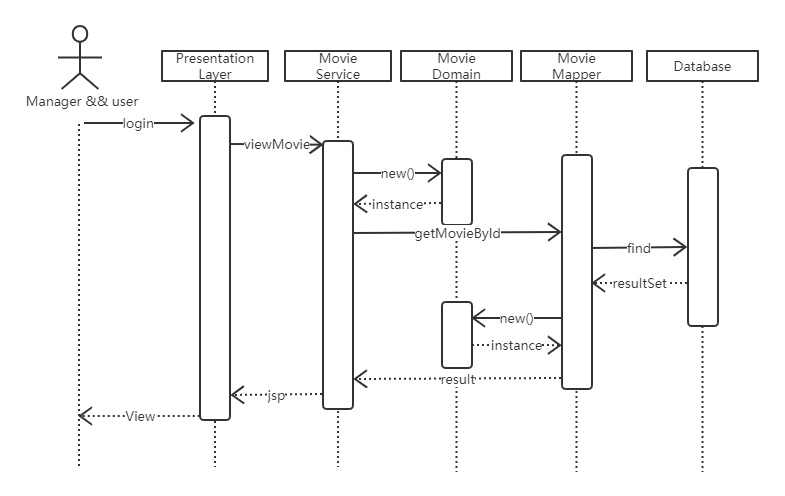 Presentation
Layer
Movie
Service
Movie
Domain
Movie
Mapper
Database
Manager && user
login
viewMovie
new()
instance
getMovieById
find
resultSet
new()
instance
result
jsp
View